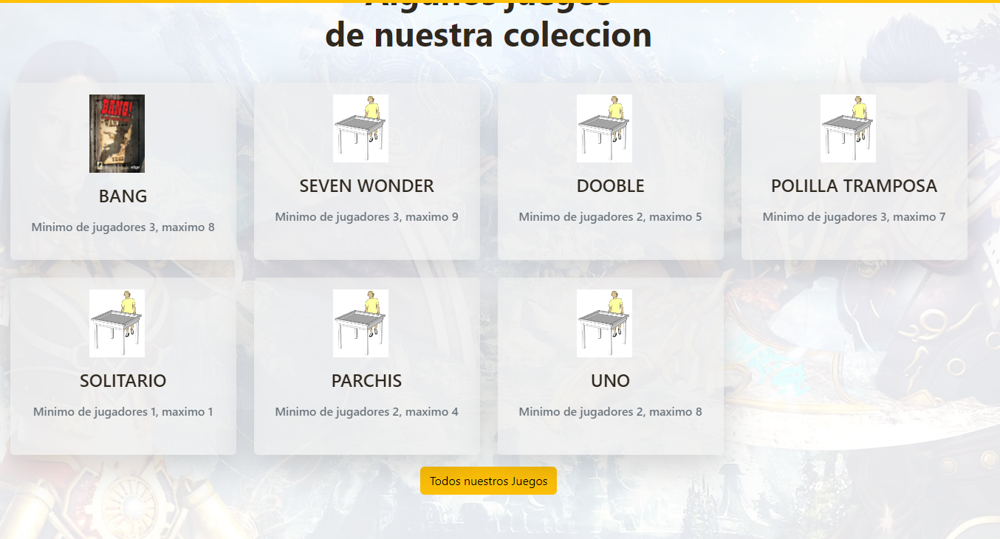 Algunos juegos
de nuestra coleccion
BANG!
BANG
Minimo de jugadores 3, maximo 8
SEVEN WONDER
Minimo de jugadores 3, maximo 9
DOOBLE
Minimo de jugadores 2, maximo 5
POLILLA TRAMPOSA
Minimo de jugadores 3, maximo 7
SOLITARIO
Minimo de jugadores 1, maximo 1
PARCHIS
Minimo de jugadores 2, maximo 4
UNO
Minimo de jugadores 2, maximo 8
Todos nuestros Juegos